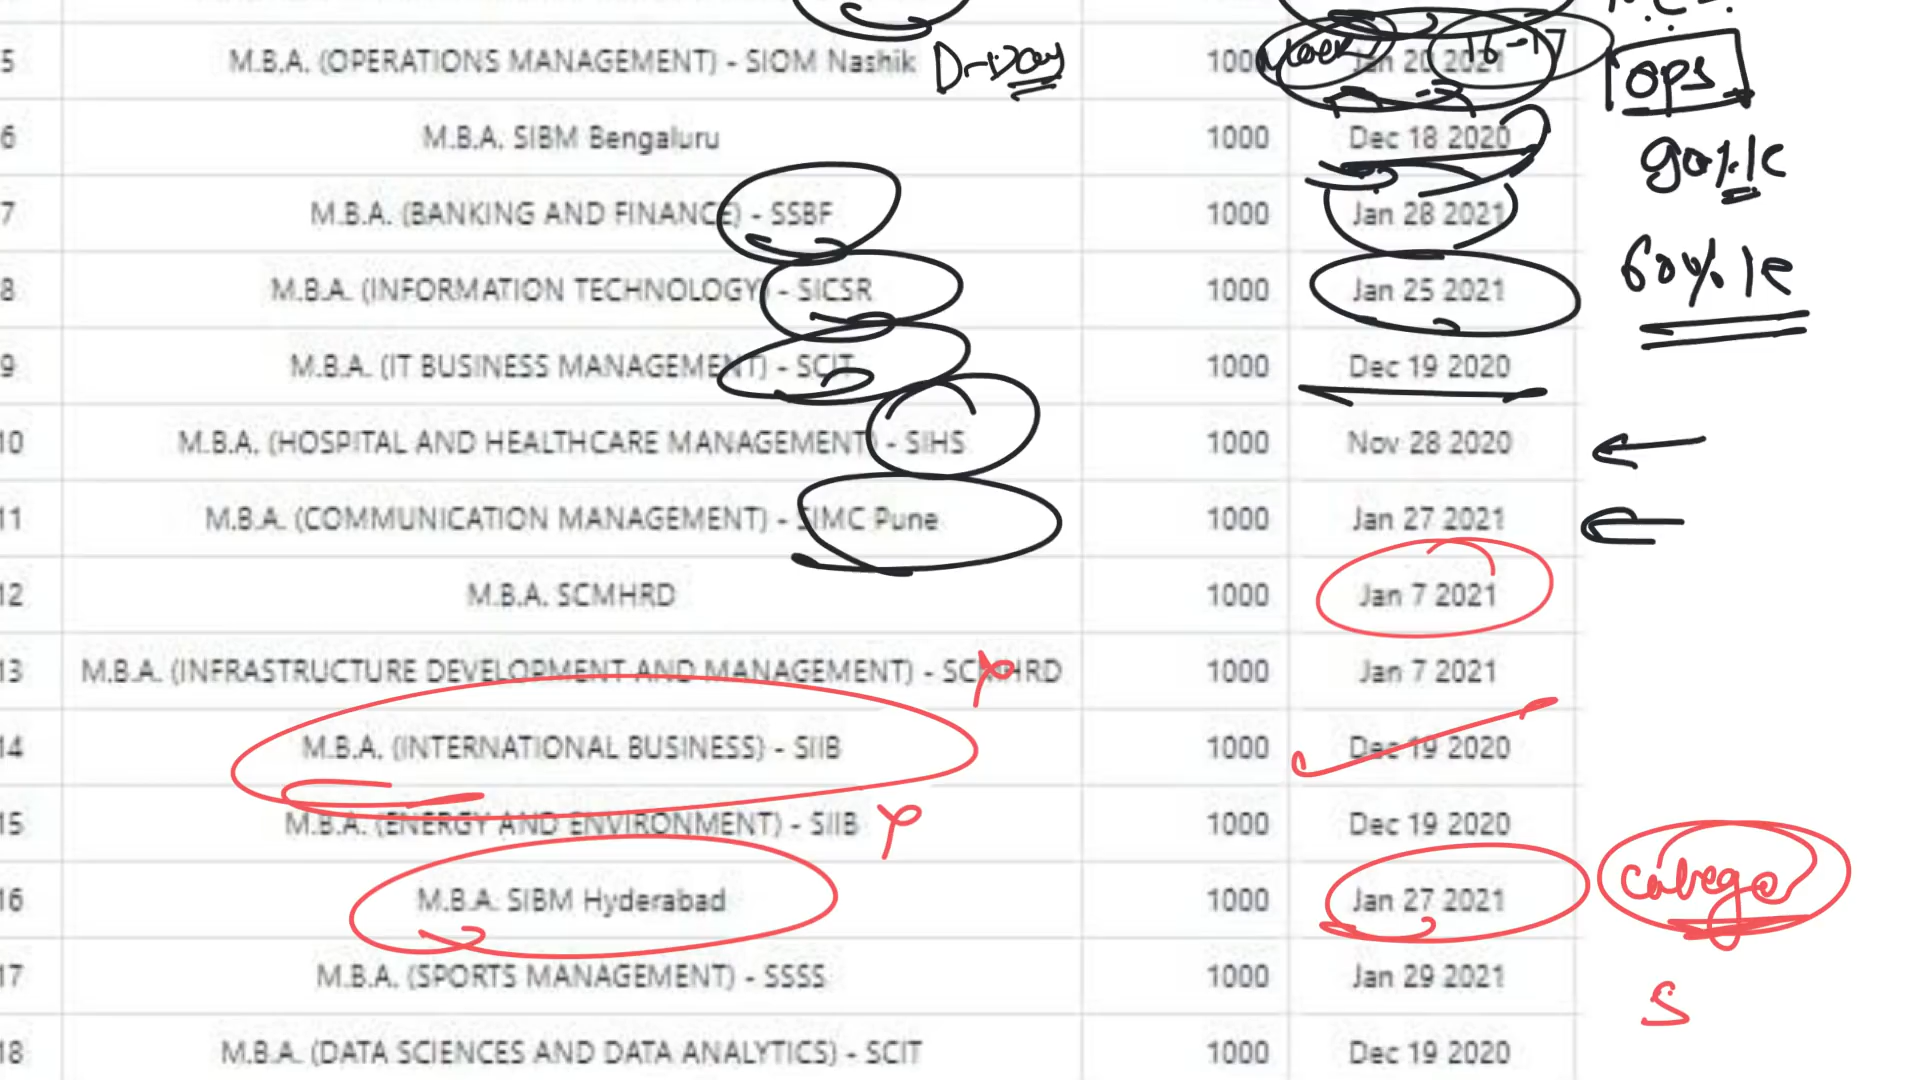 5 M.B.A. (OPERATIONS MANAGEMENT) - SIOM Nashik D-Day 1000 Jan 20 2021 16-17 ops
6 M.B.A. SIBM Bengaluru 1000 Dec 18 2020 90%le
7 M.B.A. (BANKING AND FINANCE) - SSBF 1000 Jan 28 2021
8 M.B.A. (INFORMATION TECHNOLOGY) - SICSR 1000 Jan 25 2021 60%le
9 M.B.A. (IT BUSINESS MANAGEMENT) - SCIT 1000 Dec 19 2020
10 M.B.A. (HOSPITAL AND HEALTHCARE MANAGEMENT) - SIHS 1000 Nov 28 2020
11 M.B.A. (COMMUNICATION MANAGEMENT) - SIMC Pune 1000 Jan 27 2021
12 M.B.A. SCMHRD 1000 Jan 7 2021
13 M.B.A. (INFRASTRUCTURE DEVELOPMENT AND MANAGEMENT) - SCMHRD 1000 Jan 7 2021
14 M.B.A. (INTERNATIONAL BUSINESS) - SIIB 1000 Dec 19 2020
15 M.B.A. (ENERGY AND ENVIRONMENT) - SIIB 1000 Dec 19 2020
16 M.B.A. SIBM Hyderabad 1000 Jan 27 2021
17 M.B.A. (SPORTS MANAGEMENT) - SSSS 1000 Jan 29 2021
S
18 M.B.A. (DATA SCIENCES AND DATA ANALYTICS) - SCIT 1000 Dec 19 2020